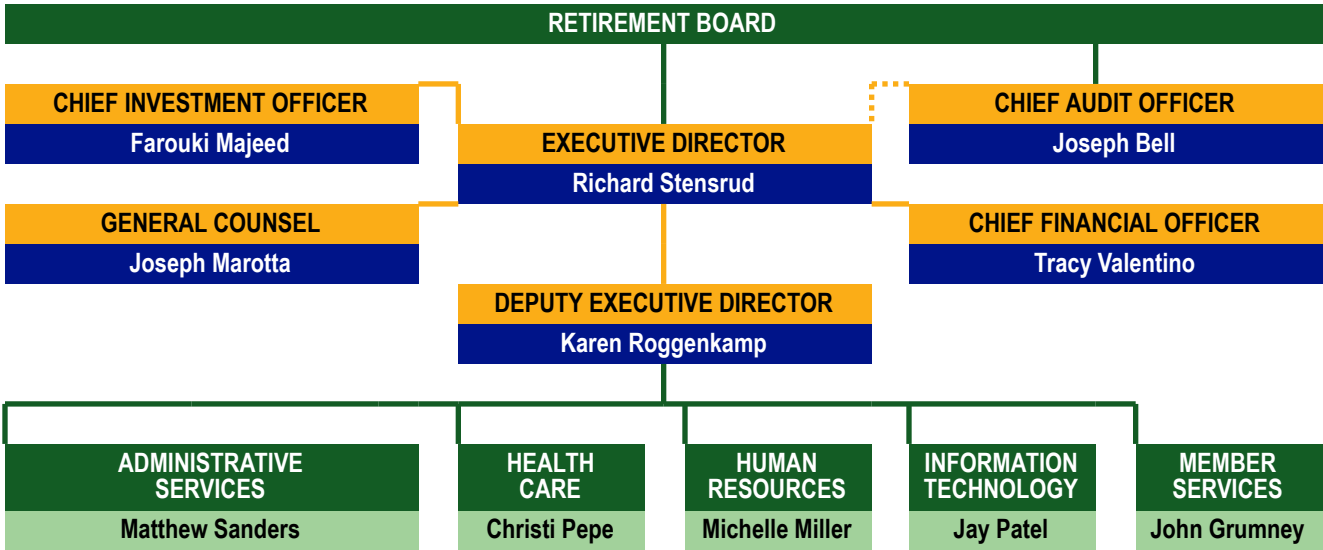 RETIREMENT BOARD
CHIEF INVESTMENT OFFICER
Farouki Majeed
CHIEF AUDIT OFFICER
Joseph Bell
EXECUTIVE DIRECTOR
Richard Stensrud
GENERAL COUNSEL
Joseph Marotta
CHIEF FINANCIAL OFFICER
Tracy Valentino
DEPUTY EXECUTIVE DIRECTOR
Karen Roggenkamp
ADMINISTRATIVE
SERVICES
Matthew Sanders
HEALTH
CARE
Christi Pepe
HUMAN
RESOURCES
Michelle Miller
INFORMATION
TECHNOLOGY
Jay Patel
MEMBER
SERVICES
John Grumney